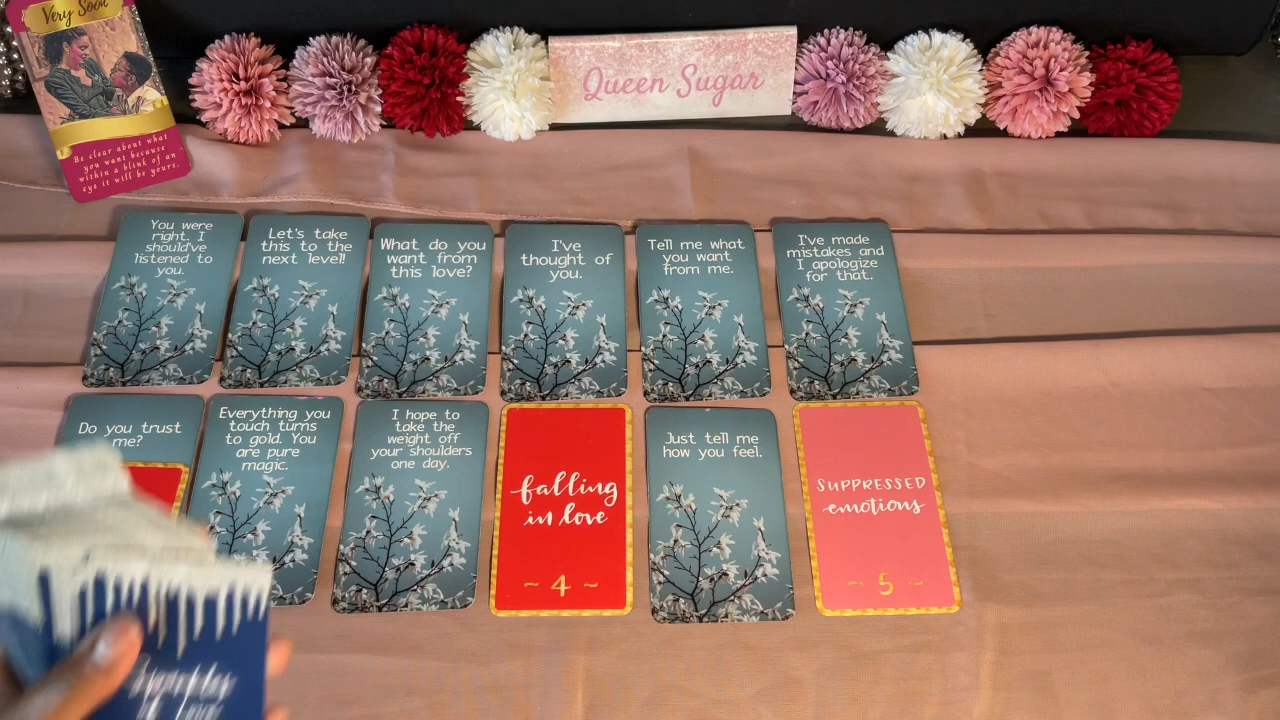 Very Soon
Be clear about what
you want because
within a blink of an
eye it will be yours.
Queen Sugar
You were
right. I
should've
listened to
you.
Let's take
this to the
next level!
What do you
want from
this love?
I've
thought of
you.
Tell me what
you want
from me.
I've made
mistakes and
I apologize
for that.
Do you trust
me?
Everything you
touch turns
to gold. You
are pure
magic.
I hope to
take the
weight off
your shoulders
one day.
falling
in love
~ 4 ~
Just tell me
how you feel.
SUPPRESSED
emotions
~ 5 ~